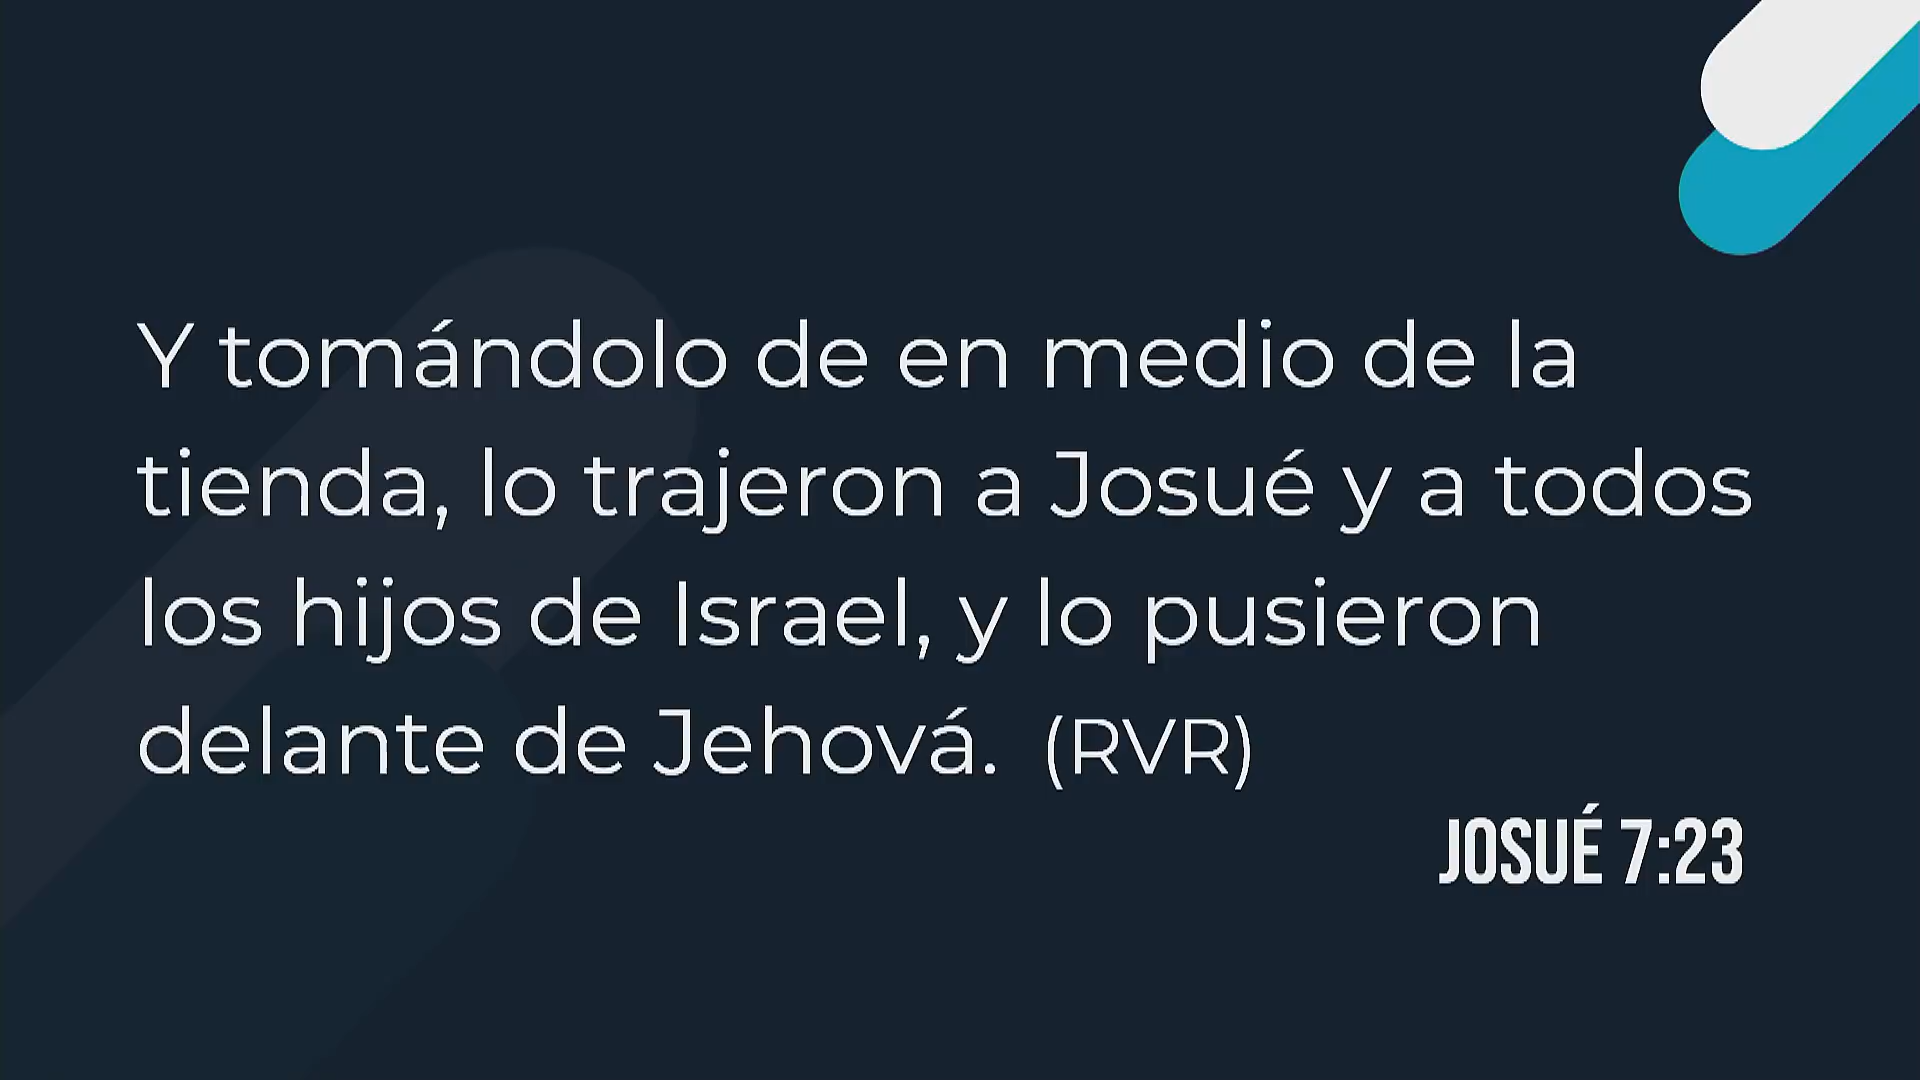 Y tomándolo de en medio de la
tienda, lo trajeron a Josué y a todos
los hijos de Israel, y lo pusieron
delante de Jehová. (RVR)
JOSUÉ 7:23